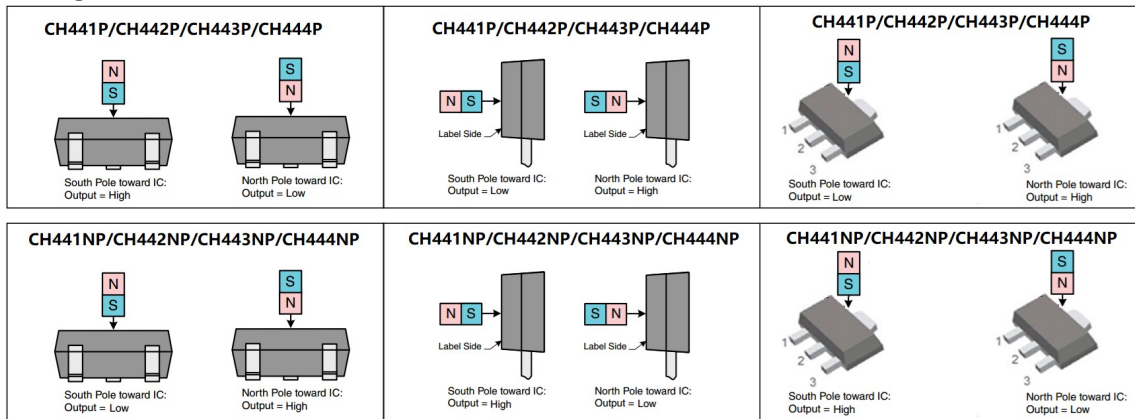 CH441P/CH442P/CH443P/CH444P
N
S
S
N
South Pole toward IC:
Output = High
North Pole toward IC:
Output = Low
CH441P/CH442P/CH443P/CH444P
N S
S N
Label Side
Label Side
South Pole toward IC:
Output = Low
North Pole toward IC:
Output = High
CH441P/CH442P/CH443P/CH444P
N
S
S
N
1
2
3
1
2
3
South Pole toward IC:
Output = Low
North Pole toward IC:
Output = High
CH441NP/CH442NP/CH443NP/CH444NP
N
S
S
N
South Pole toward IC:
Output = Low
North Pole toward IC:
Output = High
CH441NP/CH442NP/CH443NP/CH444NP
N S
S N
Label Side
Label Side
South Pole toward IC:
Output = High
North Pole toward IC:
Output = Low
CH441NP/CH442NP/CH443NP/CH444NP
N
S
S
N
1
2
3
1
2
3
South Pole toward IC:
Output = High
North Pole toward IC:
Output = Low